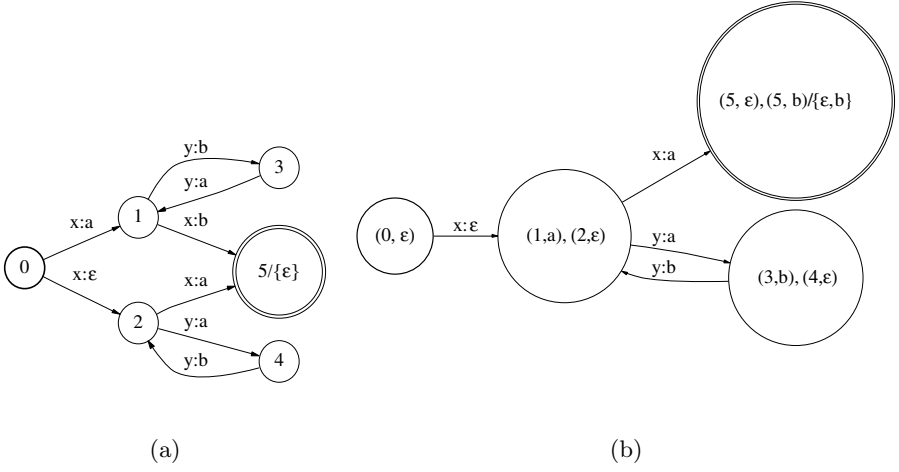 0
x:a
x:ε
1
2
y:b
y:a
x:b
x:a
y:a
y:b
3
5/{ε}
4
(a)
(0, ε)
x:ε
(1,a), (2,ε)
x:a
y:a
y:b
(5, ε), (5, b)/{ε,b}
(3,b), (4,ε)
(b)